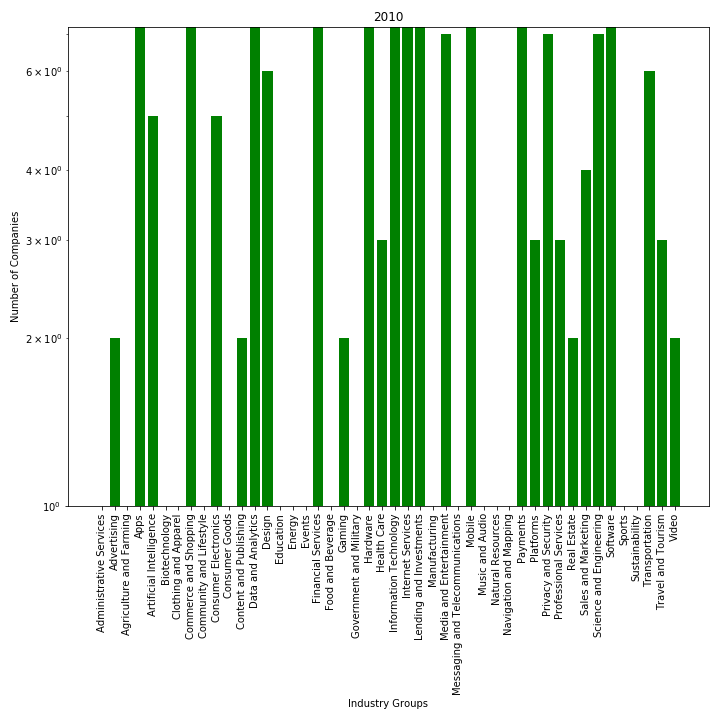 2010
Number of Companies
6 × 10⁰
4 × 10⁰
3 × 10⁰
2 × 10⁰
10⁰
Administrative Services
Advertising
Agriculture and Farming
Apps
Artificial Intelligence
Biotechnology
Clothing and Apparel
Commerce and Shopping
Community and Lifestyle
Consumer Electronics
Consumer Goods
Content and Publishing
Data and Analytics
Design
Education
Energy
Events
Financial Services
Food and Beverage
Gaming
Government and Military
Hardware
Health Care
Information Technology
Internet Services
Lending and Investments
Manufacturing
Media and Entertainment
Messaging and Telecommunications
Mobile
Music and Audio
Natural Resources
Navigation and Mapping
Payments
Platforms
Privacy and Security
Professional Services
Real Estate
Sales and Marketing
Science and Engineering
Software
Sports
Sustainability
Transportation
Travel and Tourism
Video
Industry Groups